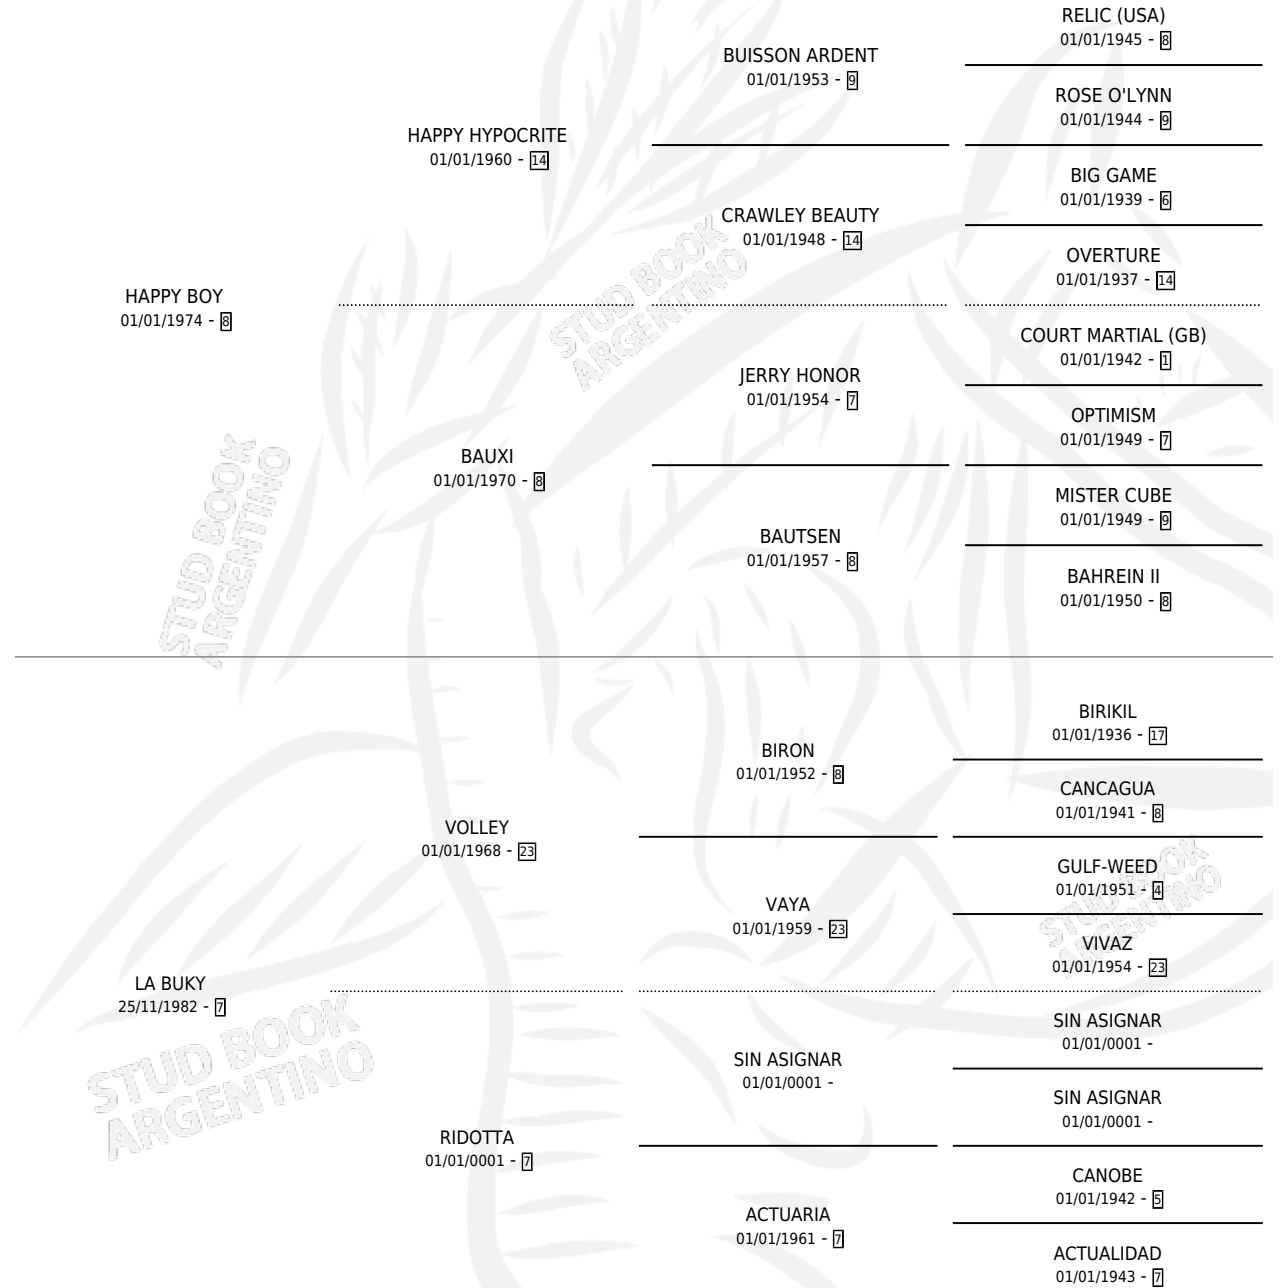 RELIC (USA)
01/01/1945 - 8
BUISSON ARDENT
01/01/1953 - 9
ROSE O'LYNN
01/01/1944 - 9
HAPPY HYPOCRITE
01/01/1960 - 14
BIG GAME
01/01/1939 - 6
CRAWLEY BEAUTY
01/01/1948 - 14
OVERTURE
01/01/1937 - 14
HAPPY BOY
01/01/1974 - 8
STUD BOOK
ARGENTINO
COURT MARTIAL (GB)
01/01/1942 - 1
JERRY HONOR
01/01/1954 - 7
OPTIMISM
01/01/1949 - 7
BAUXI
01/01/1970 - 8
MISTER CUBE
01/01/1949 - 9
BAUTSEN
01/01/1957 - 8
BAHREIN II
01/01/1950 - 8
STUD BOOK
ARGENTINO
BIRIKIL
01/01/1936 - 17
BIRON
01/01/1952 - 8
CANCAGUA
01/01/1941 - 8
VOLLEY
01/01/1968 - 23
GULF-WEED
01/01/1951 - 4
VAYA
01/01/1959 - 23
VIVAZ
01/01/1954 - 23
STUD BOOK
ARGENTINO
LA BUKY
25/11/1982 - 7
SIN ASIGNAR
01/01/0001 -
SIN ASIGNAR
01/01/0001 -
SIN ASIGNAR
01/01/0001 -
STUD BOOK
ARGENTINO
RIDOTTA
01/01/0001 - 7
CANOBE
01/01/1942 - 5
ACTUARIA
01/01/1961 - 7
ACTUALIDAD
01/01/1943 - 7